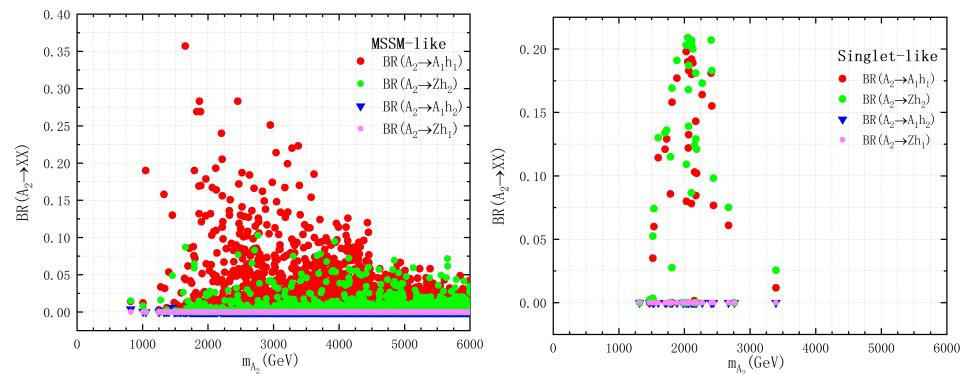 MSSM-like
BR(A₂→A₁h₁)
BR(A₂→Zh₂)
BR(A₂→A₁h₂)
BR(A₂→Zh₁)
BR(A₂→XX)
0.40
0.35
0.30
0.25
0.20
0.15
0.10
0.05
0.00
0 1000 2000 3000 4000 5000 6000
m_A₂(GeV)
Singlet-like
BR(A₂→A₁h₁)
BR(A₂→Zh₂)
BR(A₂→A₁h₂)
BR(A₂→Zh₁)
BR(A₂→XX)
0.20
0.15
0.10
0.05
0.00
0 1000 2000 3000 4000 5000 6000
m_A₂(GeV)